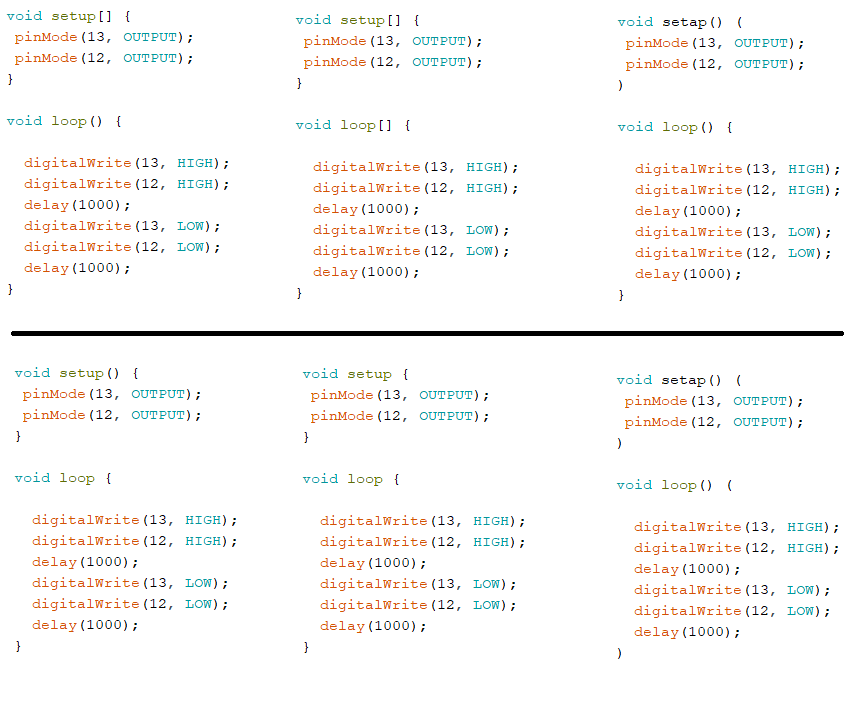 void setup[] {
pinMode(13, OUTPUT);
pinMode(12, OUTPUT);
}
void loop() {
digitalWrite(13, HIGH);
digitalWrite(12, HIGH);
delay(1000);
digitalWrite(13, LOW);
digitalWrite(12, LOW);
delay(1000);
}
void setup[] {
pinMode(13, OUTPUT);
pinMode(12, OUTPUT);
}
void loop[] {
digitalWrite(13, HIGH);
digitalWrite(12, HIGH);
delay(1000);
digitalWrite(13, LOW);
digitalWrite(12, LOW);
delay(1000);
}
void setap() (
pinMode(13, OUTPUT);
pinMode(12, OUTPUT);
)
void loop() {
digitalWrite(13, HIGH);
digitalWrite(12, HIGH);
delay(1000);
digitalWrite(13, LOW);
digitalWrite(12, LOW);
delay(1000);
}
void setup() {
pinMode(13, OUTPUT);
pinMode(12, OUTPUT);
}
void loop {
digitalWrite(13, HIGH);
digitalWrite(12, HIGH);
delay(1000);
digitalWrite(13, LOW);
digitalWrite(12, LOW);
delay(1000);
}
void setup {
pinMode(13, OUTPUT);
pinMode(12, OUTPUT);
}
void loop {
digitalWrite(13, HIGH);
digitalWrite(12, HIGH);
delay(1000);
digitalWrite(13, LOW);
digitalWrite(12, LOW);
delay(1000);
}
void setap() (
pinMode(13, OUTPUT);
pinMode(12, OUTPUT);
)
void loop() (
digitalWrite(13, HIGH);
digitalWrite(12, HIGH);
delay(1000);
digitalWrite(13, LOW);
digitalWrite(12, LOW);
delay(1000);
)